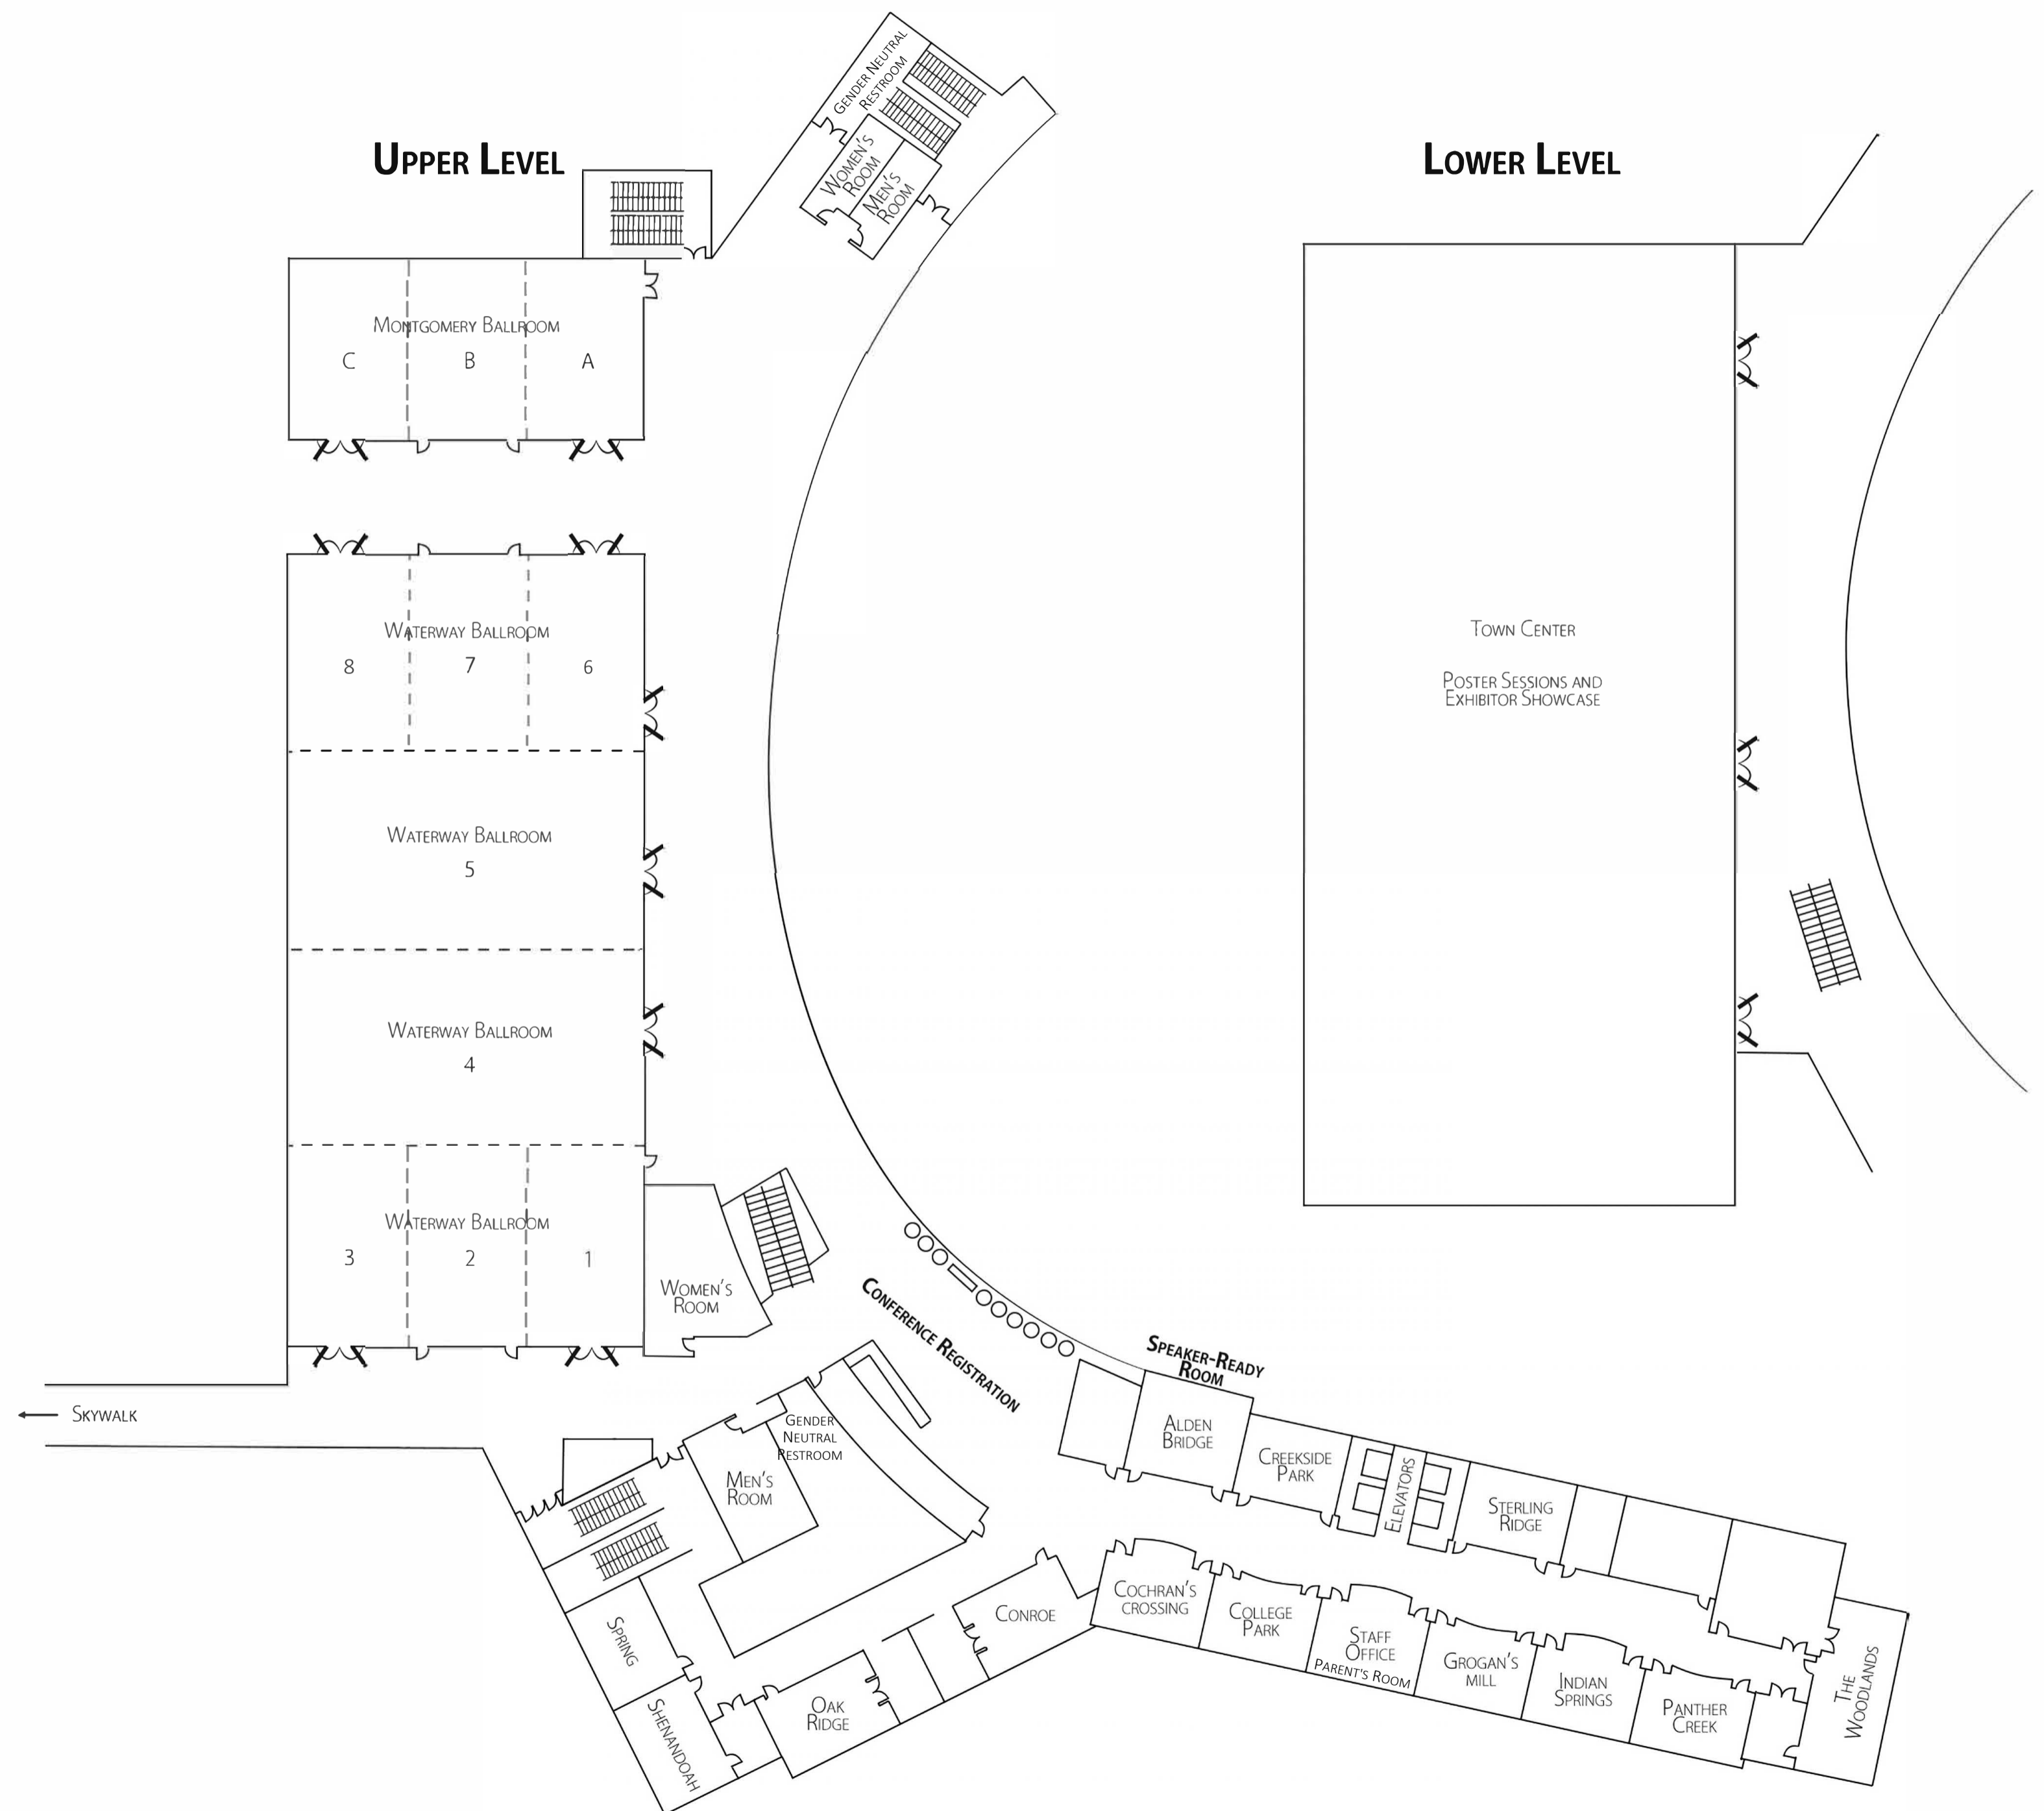 Upper Level
Gender Neutral
Restroom
Women's
Room
Men's
Room
Montgomery Ballroom
C
B
A
Waterway Ballroom
8
7
6
Waterway Ballroom
5
Waterway Ballroom
4
Waterway Ballroom
3
2
1
Women's
Room
Skywalk
Conference Registration
Gender
Neutral
Restroom
Men's
Room
Spring
Shenandoah
Oak
Ridge
Conroe
Speaker-Ready
Room
Alden
Bridge
Creekside
Park
Elevators
Sterling
Ridge
Cochran's
crossing
College
Park
Staff
Office
Parent's Room
Grogan's
mill
Indian
Springs
Panther
Creek
The
Woodlands
Lower Level
Town Center
Poster Sessions and
Exhibitor Showcase